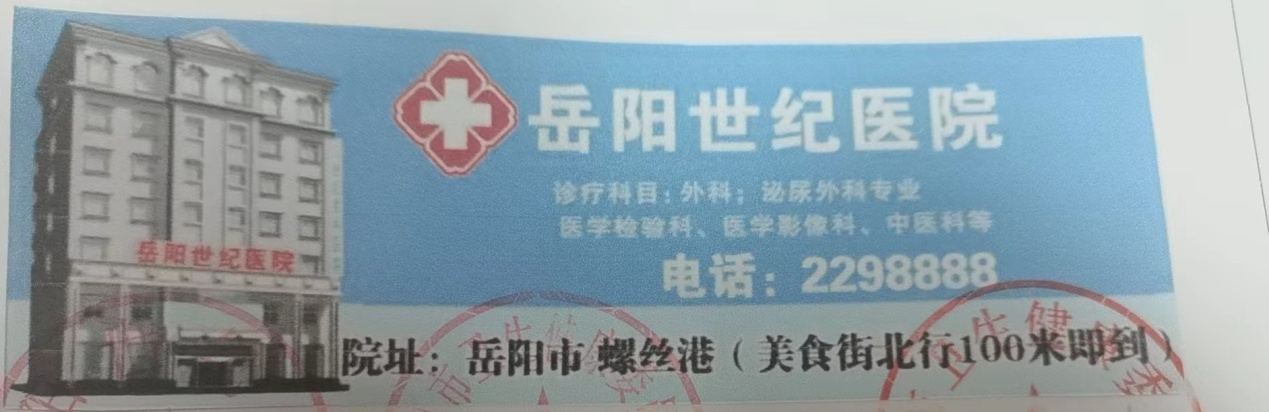 岳阳世纪医院
诊疗科目：外科；泌尿外科专业
医学检验科、医学影像科、中医科等
电话：2298888
岳阳世纪医院
院址：岳阳市 螺丝港（美食街北行100米即到）